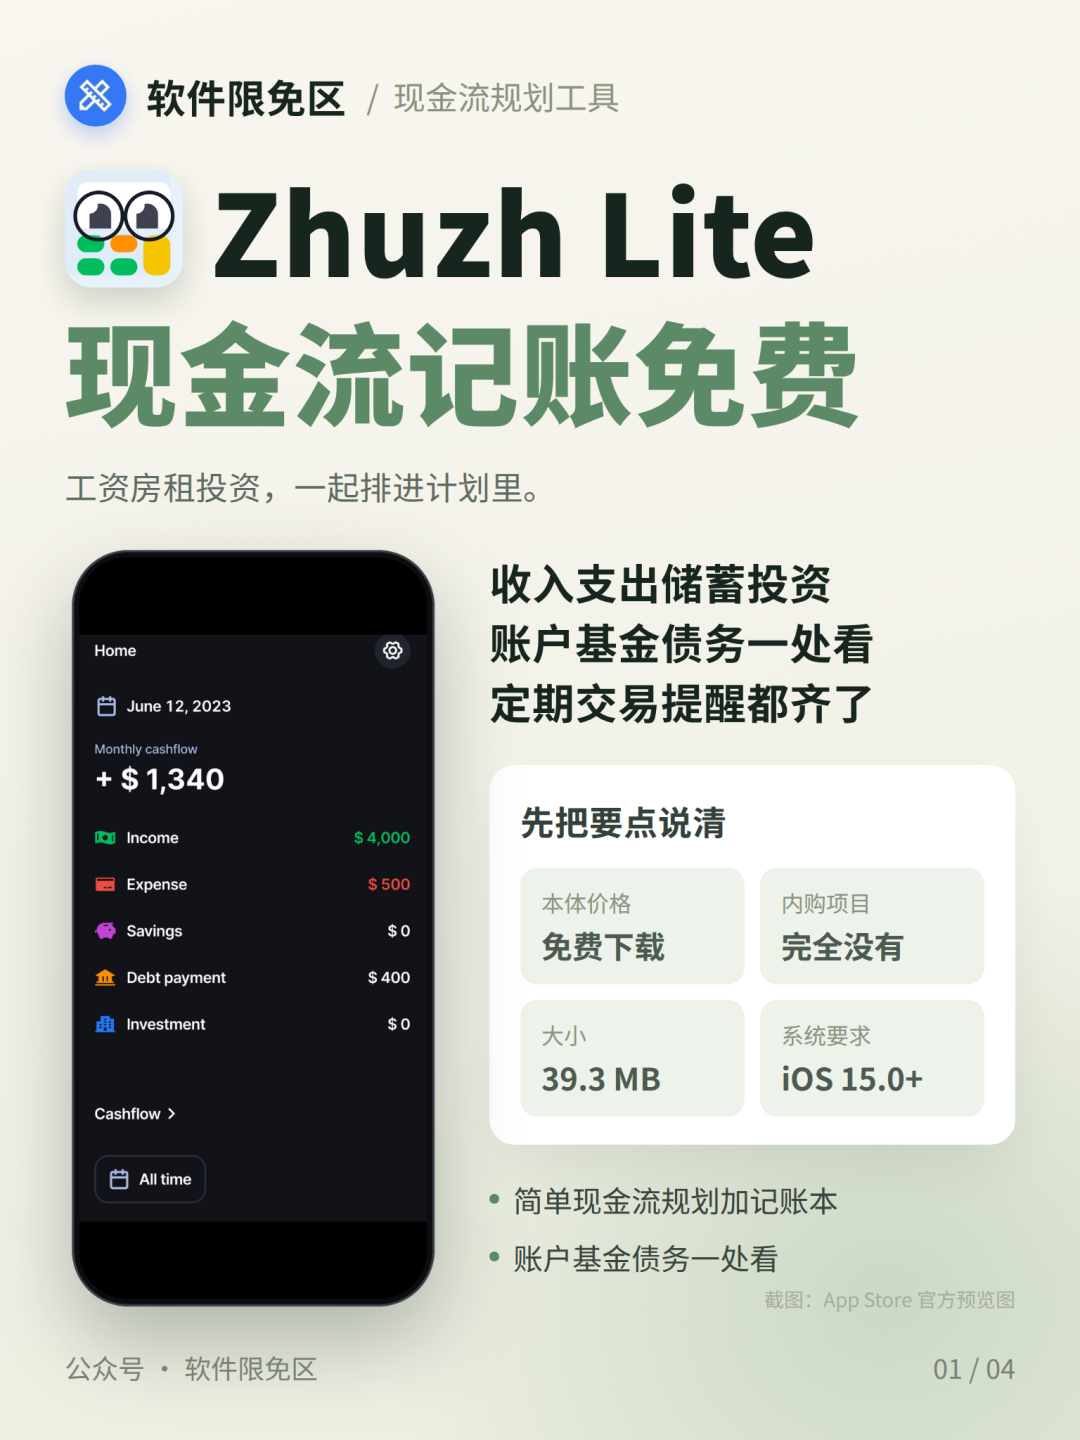 软件限免区 / 现金流规划工具
Zhuzh Lite
现金流记账免费
工资房租投资，一起排进计划里。
Home
June 12, 2023
Monthly cashflow
+ $ 1,340
Income $ 4,000
Expense $ 500
Savings $ 0
Debt payment $ 400
Investment $ 0
Cashflow >
All time
收入支出储蓄投资
账户基金债务一处看
定期交易提醒都齐了
先把要点说清
本体价格
免费下载
内购项目
完全没有
大小
39.3 MB
系统要求
iOS 15.0+
• 简单现金流规划加记账本
• 账户基金债务一处看
截图：App Store 官方预览图
公众号 · 软件限免区
01 / 04